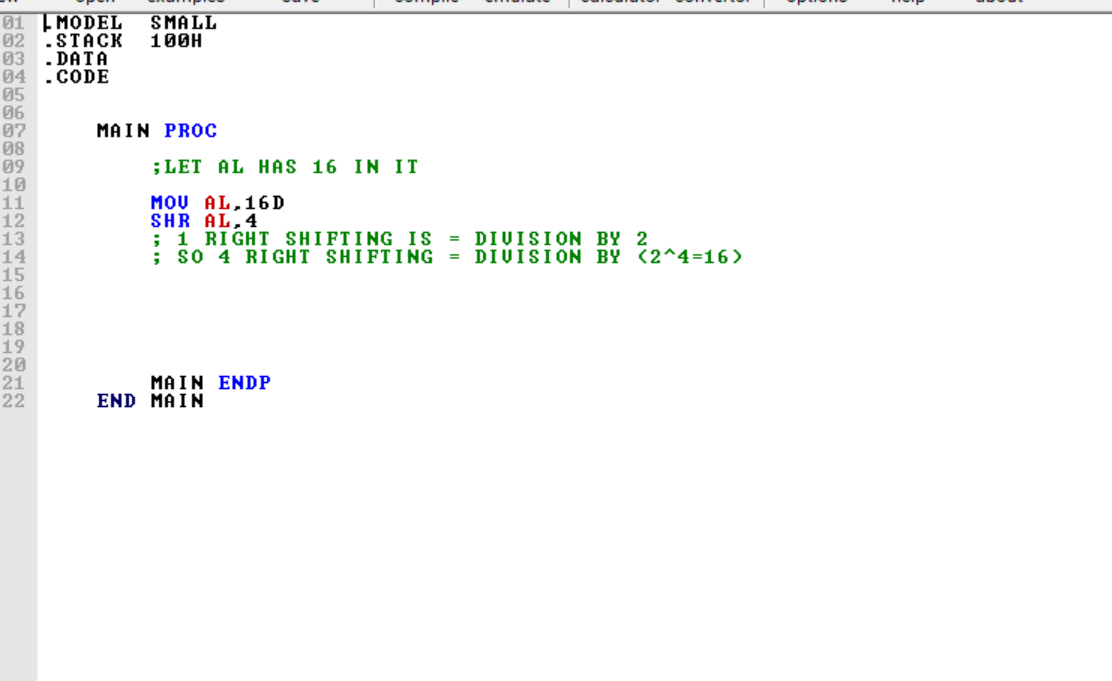 open examples save compile emulate calculator convertor options help about
01 .MODEL SMALL
02 .STACK 100H
03 .DATA
04 .CODE
05
06
07 MAIN PROC
08
09 ;LET AL HAS 16 IN IT
10
11 MOV AL,16D
12 SHR AL,4
13 ; 1 RIGHT SHIFTING IS = DIVISION BY 2
14 ; SO 4 RIGHT SHIFTING = DIVISION BY (2^4=16)
15
16
17
18
19
20
21 MAIN ENDP
22 END MAIN